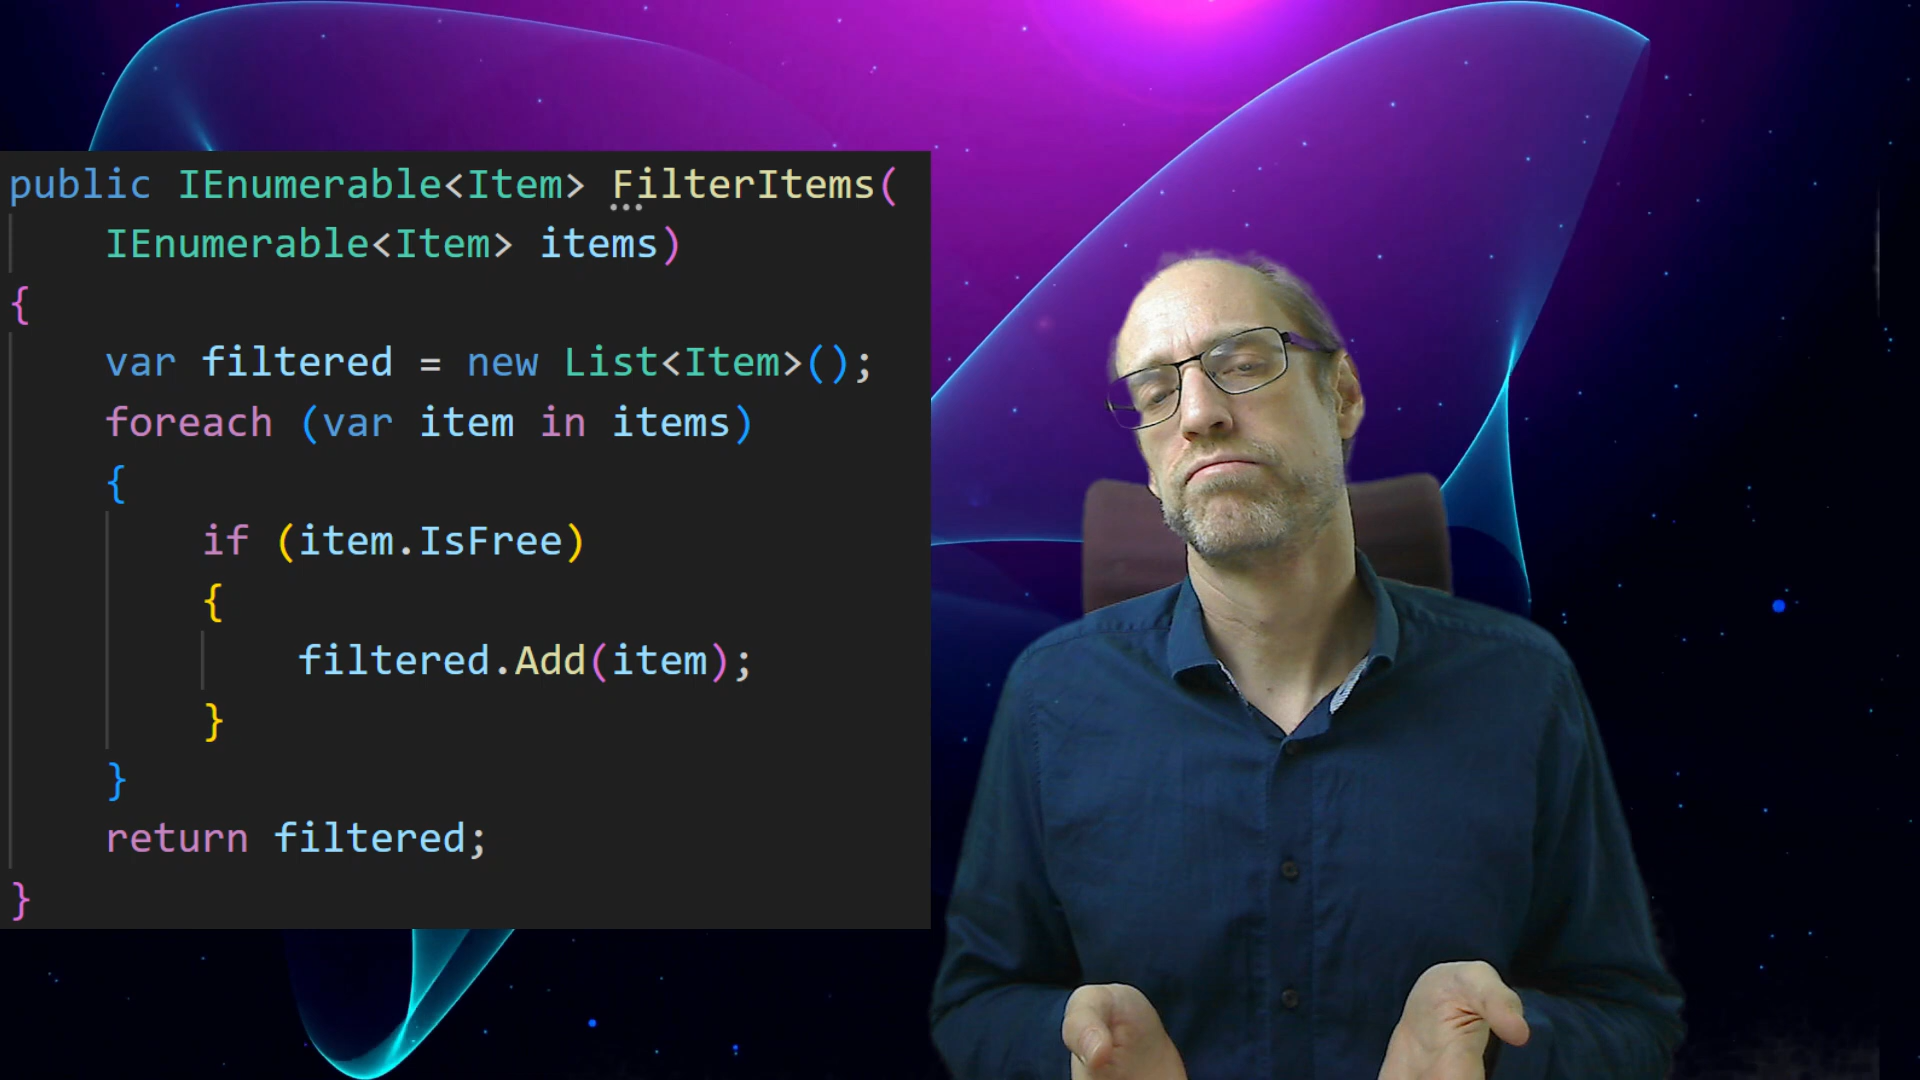 public IEnumerable<Item> FilterItems(
    IEnumerable<Item> items)
{
    var filtered = new List<Item>();
    foreach (var item in items)
    {
        if (item.IsFree)
        {
            filtered.Add(item);
        }
    }
    return filtered;
}